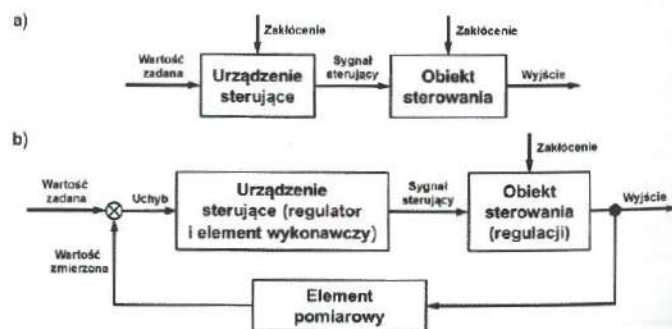 a)
Zakłócenie
Zakłócenie
Wartość
zadana
Urządzenie
sterujące
Sygnał
sterujący
Obiekt
sterowania
Wyjście
b)
Zakłócenie
Wartość
zadana
Uchyb
Urządzenie
sterujące (regulator
i element wykonawczy)
Sygnał
sterujący
Obiekt
sterowania
(regulacji)
Wyjście
Wartość
zmierzona
Element
pomiarowy